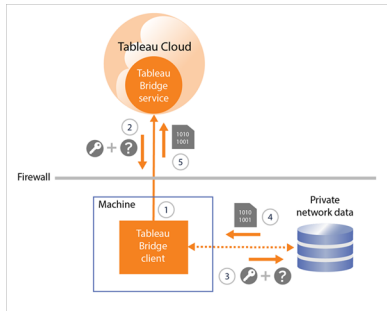 Tableau Cloud
Tableau
Bridge
service
2
+ ?
1010
1001
5
Firewall
Machine
1
1010
1001
4
Private
network data
Tableau
Bridge
client
3
+ ?